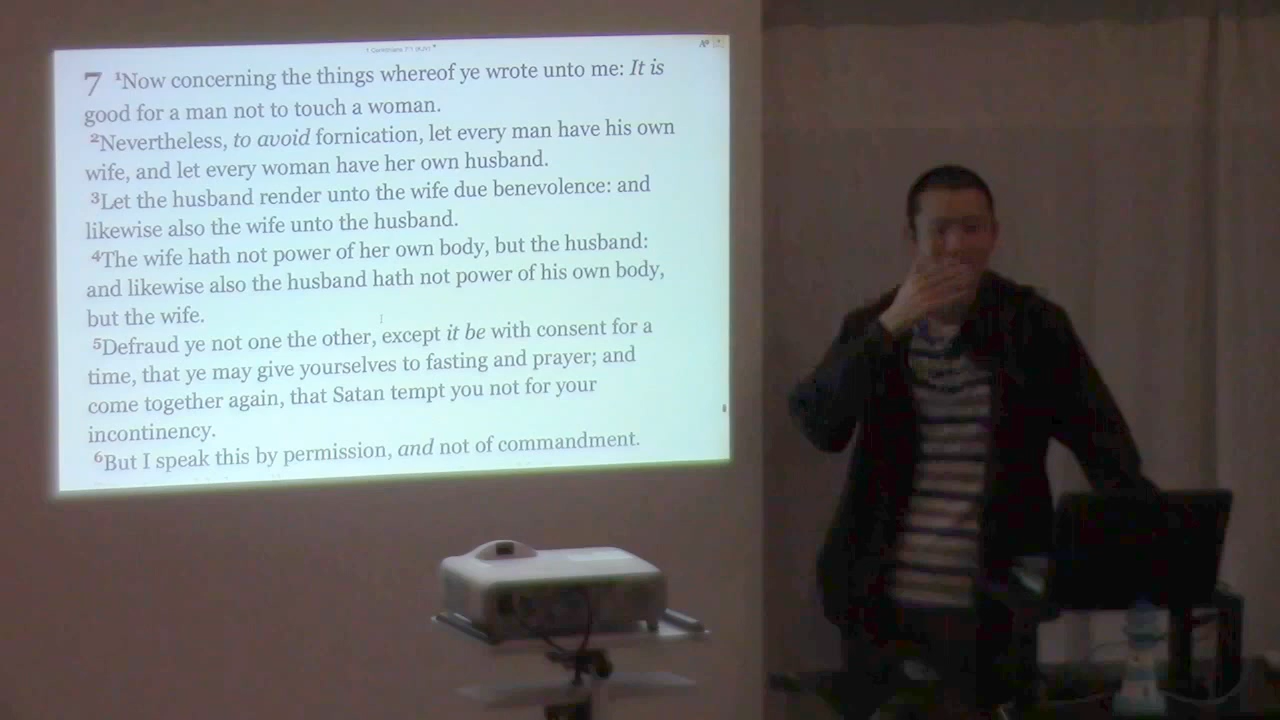 1 Corinthians 7:1 (KJV)
7 1Now concerning the things whereof ye wrote unto me: It is
good for a man not to touch a woman.
2Nevertheless, to avoid fornication, let every man have his own
wife, and let every woman have her own husband.
3Let the husband render unto the wife due benevolence: and
likewise also the wife unto the husband.
4The wife hath not power of her own body, but the husband:
and likewise also the husband hath not power of his own body,
but the wife.
5Defraud ye not one the other, except it be with consent for a
time, that ye may give yourselves to fasting and prayer; and
come together again, that Satan tempt you not for your
incontinency.
6But I speak this by permission, and not of commandment.